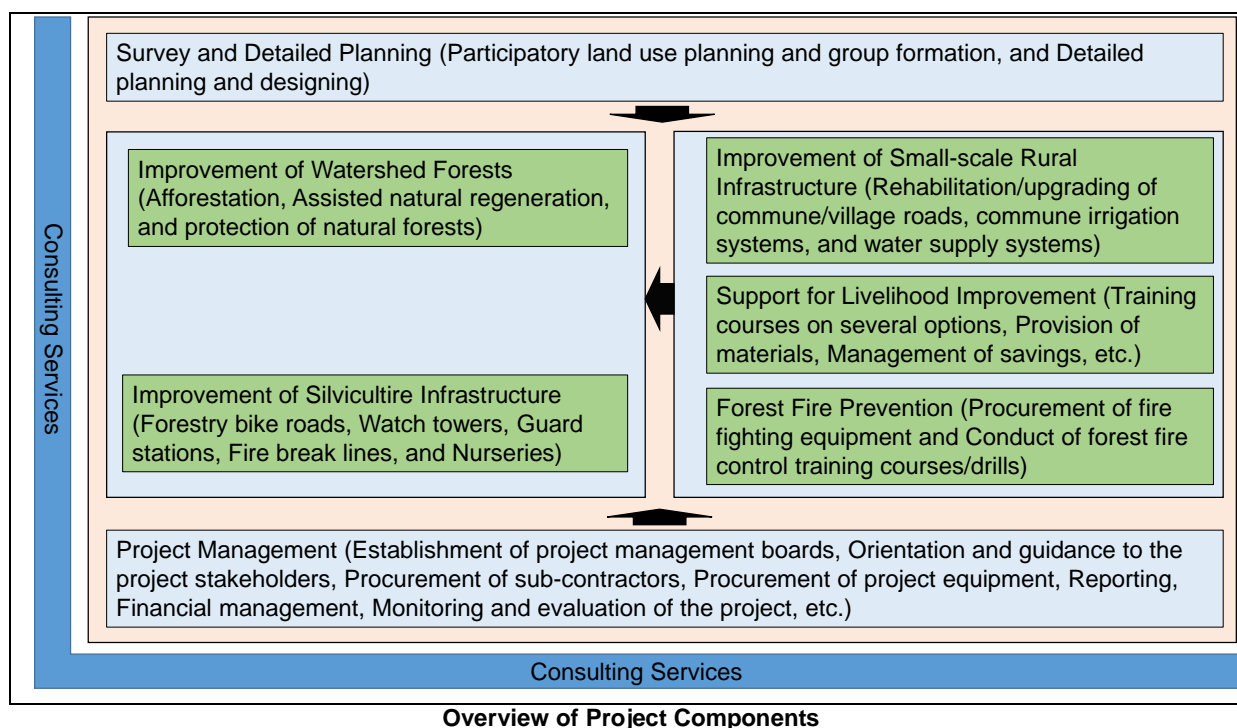 Survey and Detailed Planning (Participatory land use planning and group formation, and Detailed
planning and designing)
Improvement of Watershed Forests
(Afforestation, Assisted natural regeneration,
and protection of natural forests)
Improvement of Silvicultire Infrastructure
(Forestry bike roads, Watch towers, Guard
stations, Fire break lines, and Nurseries)
Improvement of Small-scale Rural
Infrastructure (Rehabilitation/upgrading of
commune/village roads, commune irrigation
systems, and water supply systems)
Support for Livelihood Improvement (Training
courses on several options, Provision of
materials, Management of savings, etc.)
Forest Fire Prevention (Procurement of fire
fighting equipment and Conduct of forest fire
control training courses/drills)
Project Management (Establishment of project management boards, Orientation and guidance to the
project stakeholders, Procurement of sub-contractors, Procurement of project equipment, Reporting,
Financial management, Monitoring and evaluation of the project, etc.)
Consulting Services
Consulting Services
Overview of Project Components